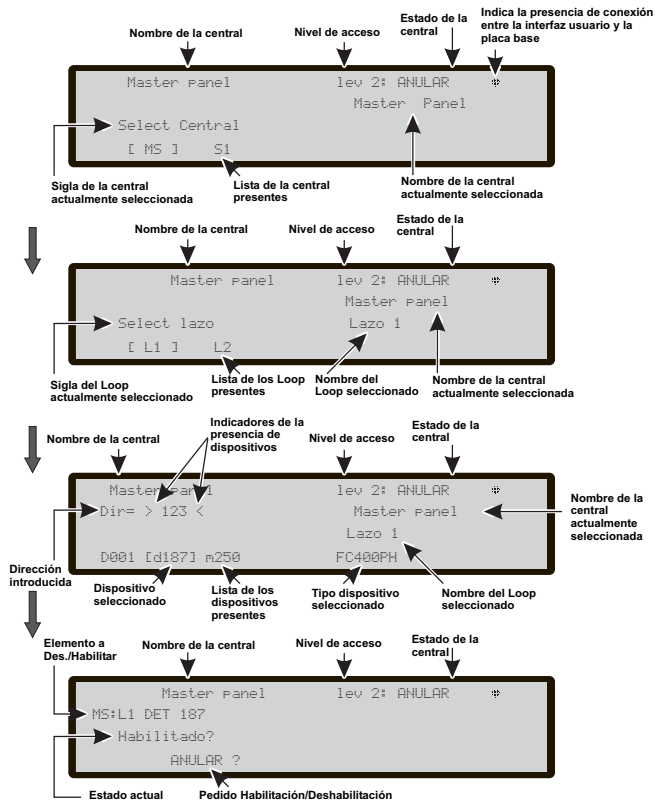 Nombre de la central
Nivel de acceso
Estado de la
central
Indica la presencia de conexión
entre la interfaz usuario y la
placa base
Master panel lev 2: ANULAR
Master Panel
Select Central
[ MS ] S1
Sigla de la central
actualmente seleccionada
Lista de la central
presentes
Nombre de la central
actualmente seleccionada
Nombre de la central
Nivel de acceso
Estado de la
central
Master panel lev 2: ANULAR
Master panel
Select lazo Lazo 1
[ L1 ] L2
Sigla del Loop
actualmente seleccionado
Lista de los Loop
presentes
Nombre del
Loop seleccionado
Nombre de la central
actualmente seleccionada
Nombre de la central
Indicadores de la
presencia de
dispositivos
Nivel de acceso
Estado de la
central
Master panel lev 2: ANULAR
Dir= > 123 < Master panel
Lazo 1
D001 [d187] m250 FC400PH
Nombre de la
central
actualmente
seleccionada
Dirección
introducida
Dispositivo
seleccionado
Lista de los
dispositivos
presentes
Tipo dispositivo
seleccionado
Nombre del Loop
seleccionado
Elemento a
Des./Habilitar
Nombre de la central
Nivel de acceso
Estado de la
central
Master panel lev 2: ANULAR
MS:L1 DET 187
Habilitado?
ANULAR ?
Estado actual
Pedido Habilitación/Deshabilitación